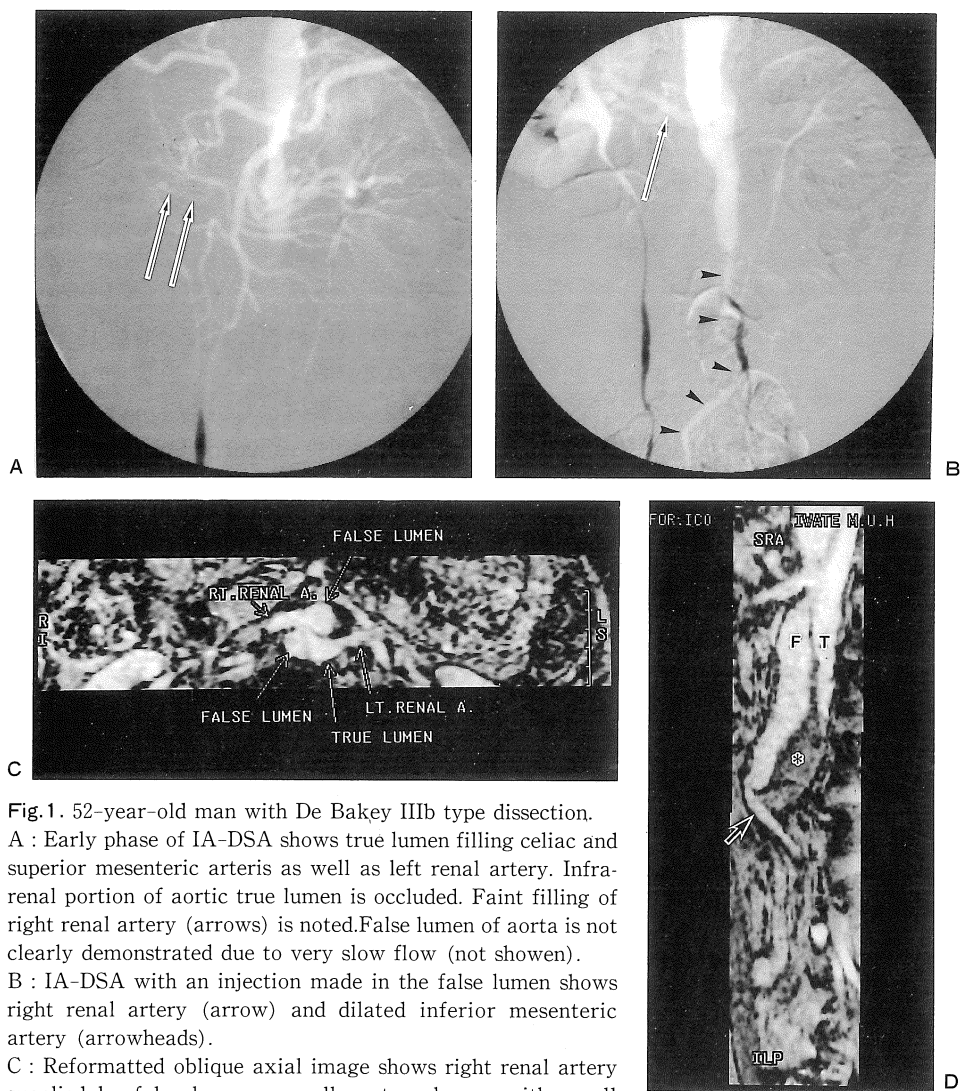 A
B
FALSE LUMEN
RT.RENAL A.
R
I
L
S
FALSE LUMEN
LT.RENAL A.
TRUE LUMEN
C
FOR.ICO
IWATE M.U.H
SRA
F
T
*
ILP
D
Fig.1. 52-year-old man with De Bakey IIIb type dissection.
A : Early phase of IA-DSA shows true lumen filling celiac and
superior mesenteric arteris as well as left renal artery. Infra-
renal portion of aortic true lumen is occluded. Faint filling of
right renal artery (arrows) is noted.False lumen of aorta is not
clearly demonstrated due to very slow flow (not showen).
B : IA-DSA with an injection made in the false lumen shows
right renal artery (arrow) and dilated inferior mesenteric
artery (arrowheads).
C : Reformatted oblique axial image shows right renal artery